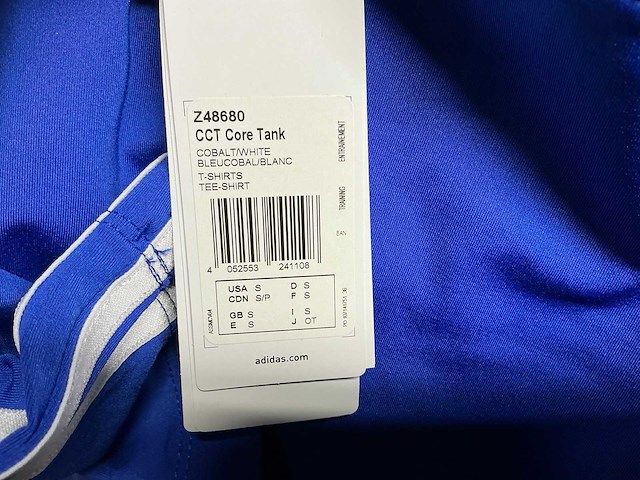 Z48680
CCT Core Tank
COBALT/WHITE
BLEUCOBAL/BLANC
T-SHIRTS
TEE-SHIRT
ENTRAINEMENT
TRAINING
BAN
4 052553 241108
USA S D S
CDN S/P F S
GB S I S
E S J OT
adidas.com